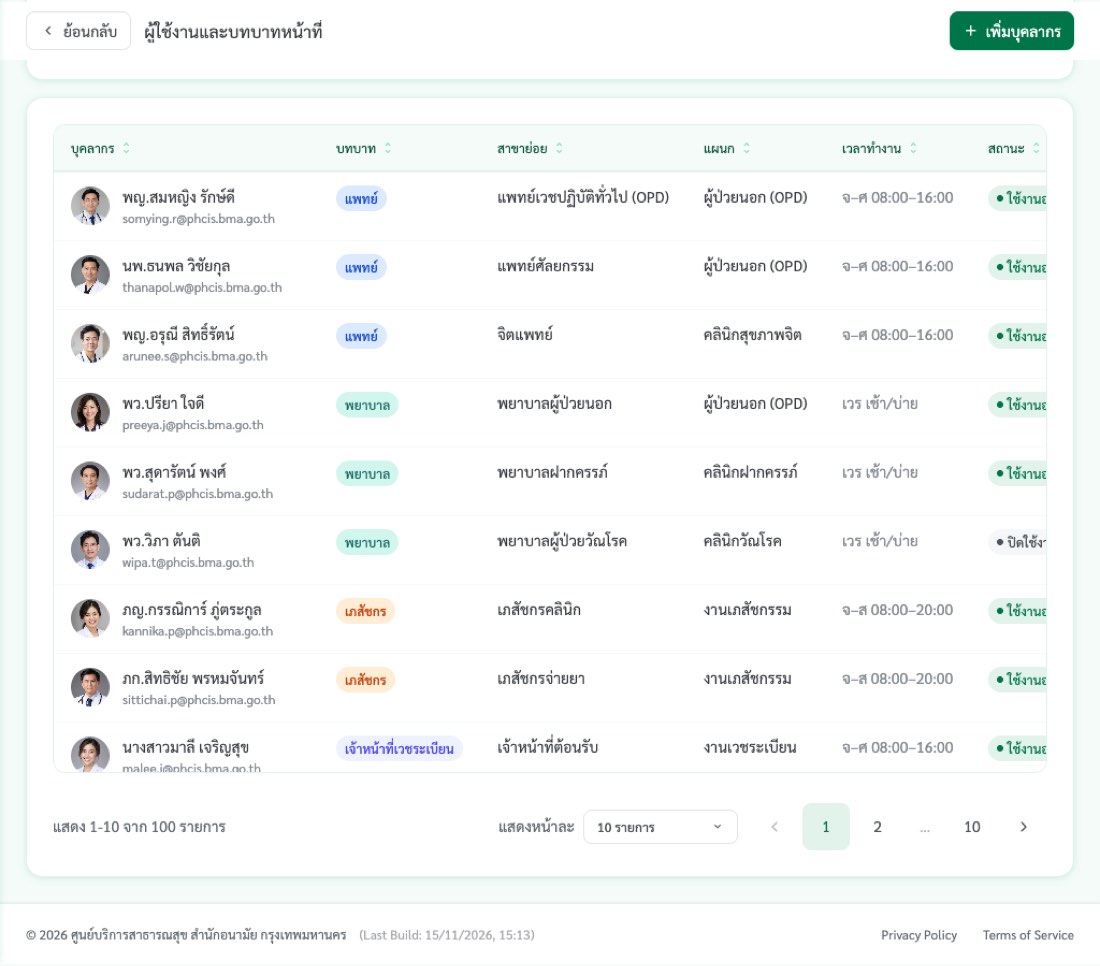 ย้อนกลับ ผู้ใช้งานและบทบาทหน้าที่ + เพิ่มบุคลากร
บุคลากร บทบาท สาขาย่อย แผนก เวลาทำงาน สถานะ
พญ.สมหญิง รักษ์ดี แพทย์ แพทย์เวชปฏิบัติทั่วไป (OPD) ผู้ป่วยนอก (OPD) จ–ศ 08:00–16:00
somying.r@phcis.bma.go.th
นพ.ธนพล วิชัยกุล แพทย์ แพทย์ศัลยกรรม ผู้ป่วยนอก (OPD) จ–ศ 08:00–16:00
thanapol.w@phcis.bma.go.th
พญ.อรุณี สิทธิ์รัตน์ แพทย์ จิตแพทย์ คลินิกสุขภาพจิต จ–ศ 08:00–16:00
arunee.s@phcis.bma.go.th
พว.ปรียา ใจดี พยาบาล พยาบาลผู้ป่วยนอก ผู้ป่วยนอก (OPD) เวร เช้า/บ่าย
preeya.j@phcis.bma.go.th
พว.สุดารัตน์ พงศ์ พยาบาล พยาบาลฝากครรภ์ คลินิกฝากครรภ์ เวร เช้า/บ่าย
sudarat.p@phcis.bma.go.th
พว.วิภา ตันติ พยาบาล พยาบาลผู้ป่วยวัณโรค คลินิกวัณโรค เวร เช้า/บ่าย
wipa.t@phcis.bma.go.th
ภญ.กรรณิการ์ ภู่ตระกูล เภสัชกร เภสัชกรคลินิก งานเภสัชกรรม จ–ส 08:00–20:00
kannika.p@phcis.bma.go.th
ภก.สิทธิชัย พรหมจันทร์ เภสัชกร เภสัชกรจ่ายยา งานเภสัชกรรม จ–ส 08:00–20:00
sittichai.p@phcis.bma.go.th
นางสาวมาลี เจริญสุข เจ้าหน้าที่เวชระเบียน เจ้าหน้าที่ต้อนรับ งานเวชระเบียน จ–ศ 08:00–16:00
malee.j@phcis.bma.go.th
แสดง 1-10 จาก 100 รายการ แสดงหน้าละ 10 รายการ 1 2 ... 10
© 2026 ศูนย์บริการสาธารณสุข สำนักอนามัย กรุงเทพมหานคร (Last Build: 15/11/2026, 15:13) Privacy Policy Terms of Service